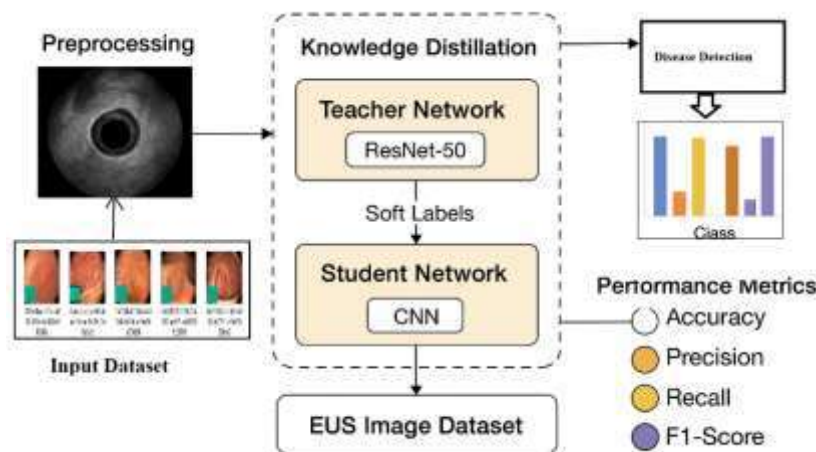 Preprocessing
Knowledge Distillation
Disease Detection
Teacher Network
ResNet-50
Soft Labels
Class
Student Network
CNN
Performance Metrics
Accuracy
Precision
Recall
F1-Score
Input Dataset
EUS Image Dataset